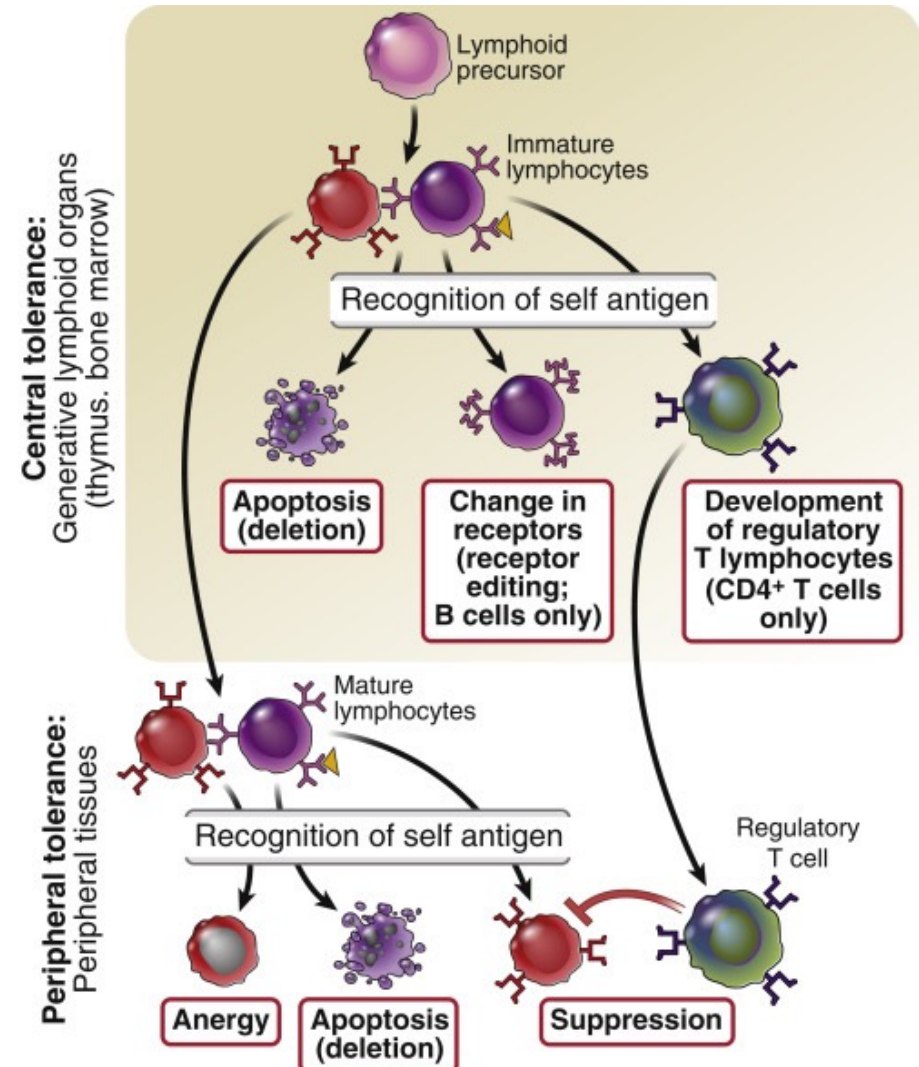 Lymphoid
precursor
Immature
lymphocytes
Central tolerance:
Generative lymphoid organs
(thymus. bone marrow)
Recognition of self antigen
Apoptosis
(deletion)
Change in
receptors
(receptor
editing;
B cells only)
Development
of regulatory
T lymphocytes
(CD4+ T cells
only)
Mature
lymphocytes
Peripheral tolerance:
Peripheral tissues
Recognition of self antigen
Regulatory
T cell
Anergy
Apoptosis
(deletion)
Suppression